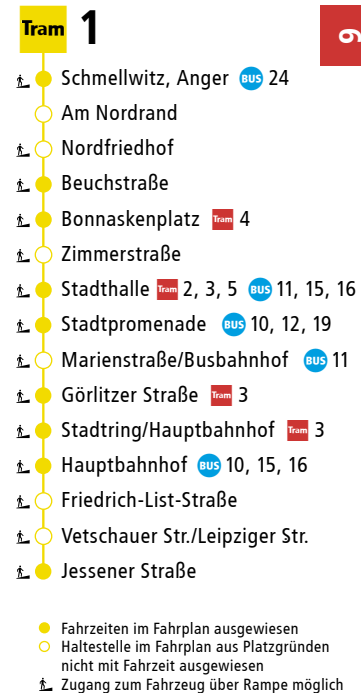 Tram 1
9
Schmellwitz, Anger BUS 24
Am Nordrand
Nordfriedhof
Beuchstraße
Bonnaskenplatz Tram 4
Zimmerstraße
Stadthalle Tram 2, 3, 5 BUS 11, 15, 16
Stadtpromenade BUS 10, 12, 19
Marienstraße/Busbahnhof BUS 11
Görlitzer Straße Tram 3
Stadtring/Hauptbahnhof Tram 3
Hauptbahnhof BUS 10, 15, 16
Friedrich-List-Straße
Vetschauer Str./Leipziger Str.
Jessener Straße
Fahrzeiten im Fahrplan ausgewiesen
Haltestelle im Fahrplan aus Platzgründen
nicht mit Fahrzeit ausgewiesen
Zugang zum Fahrzeug über Rampe möglich